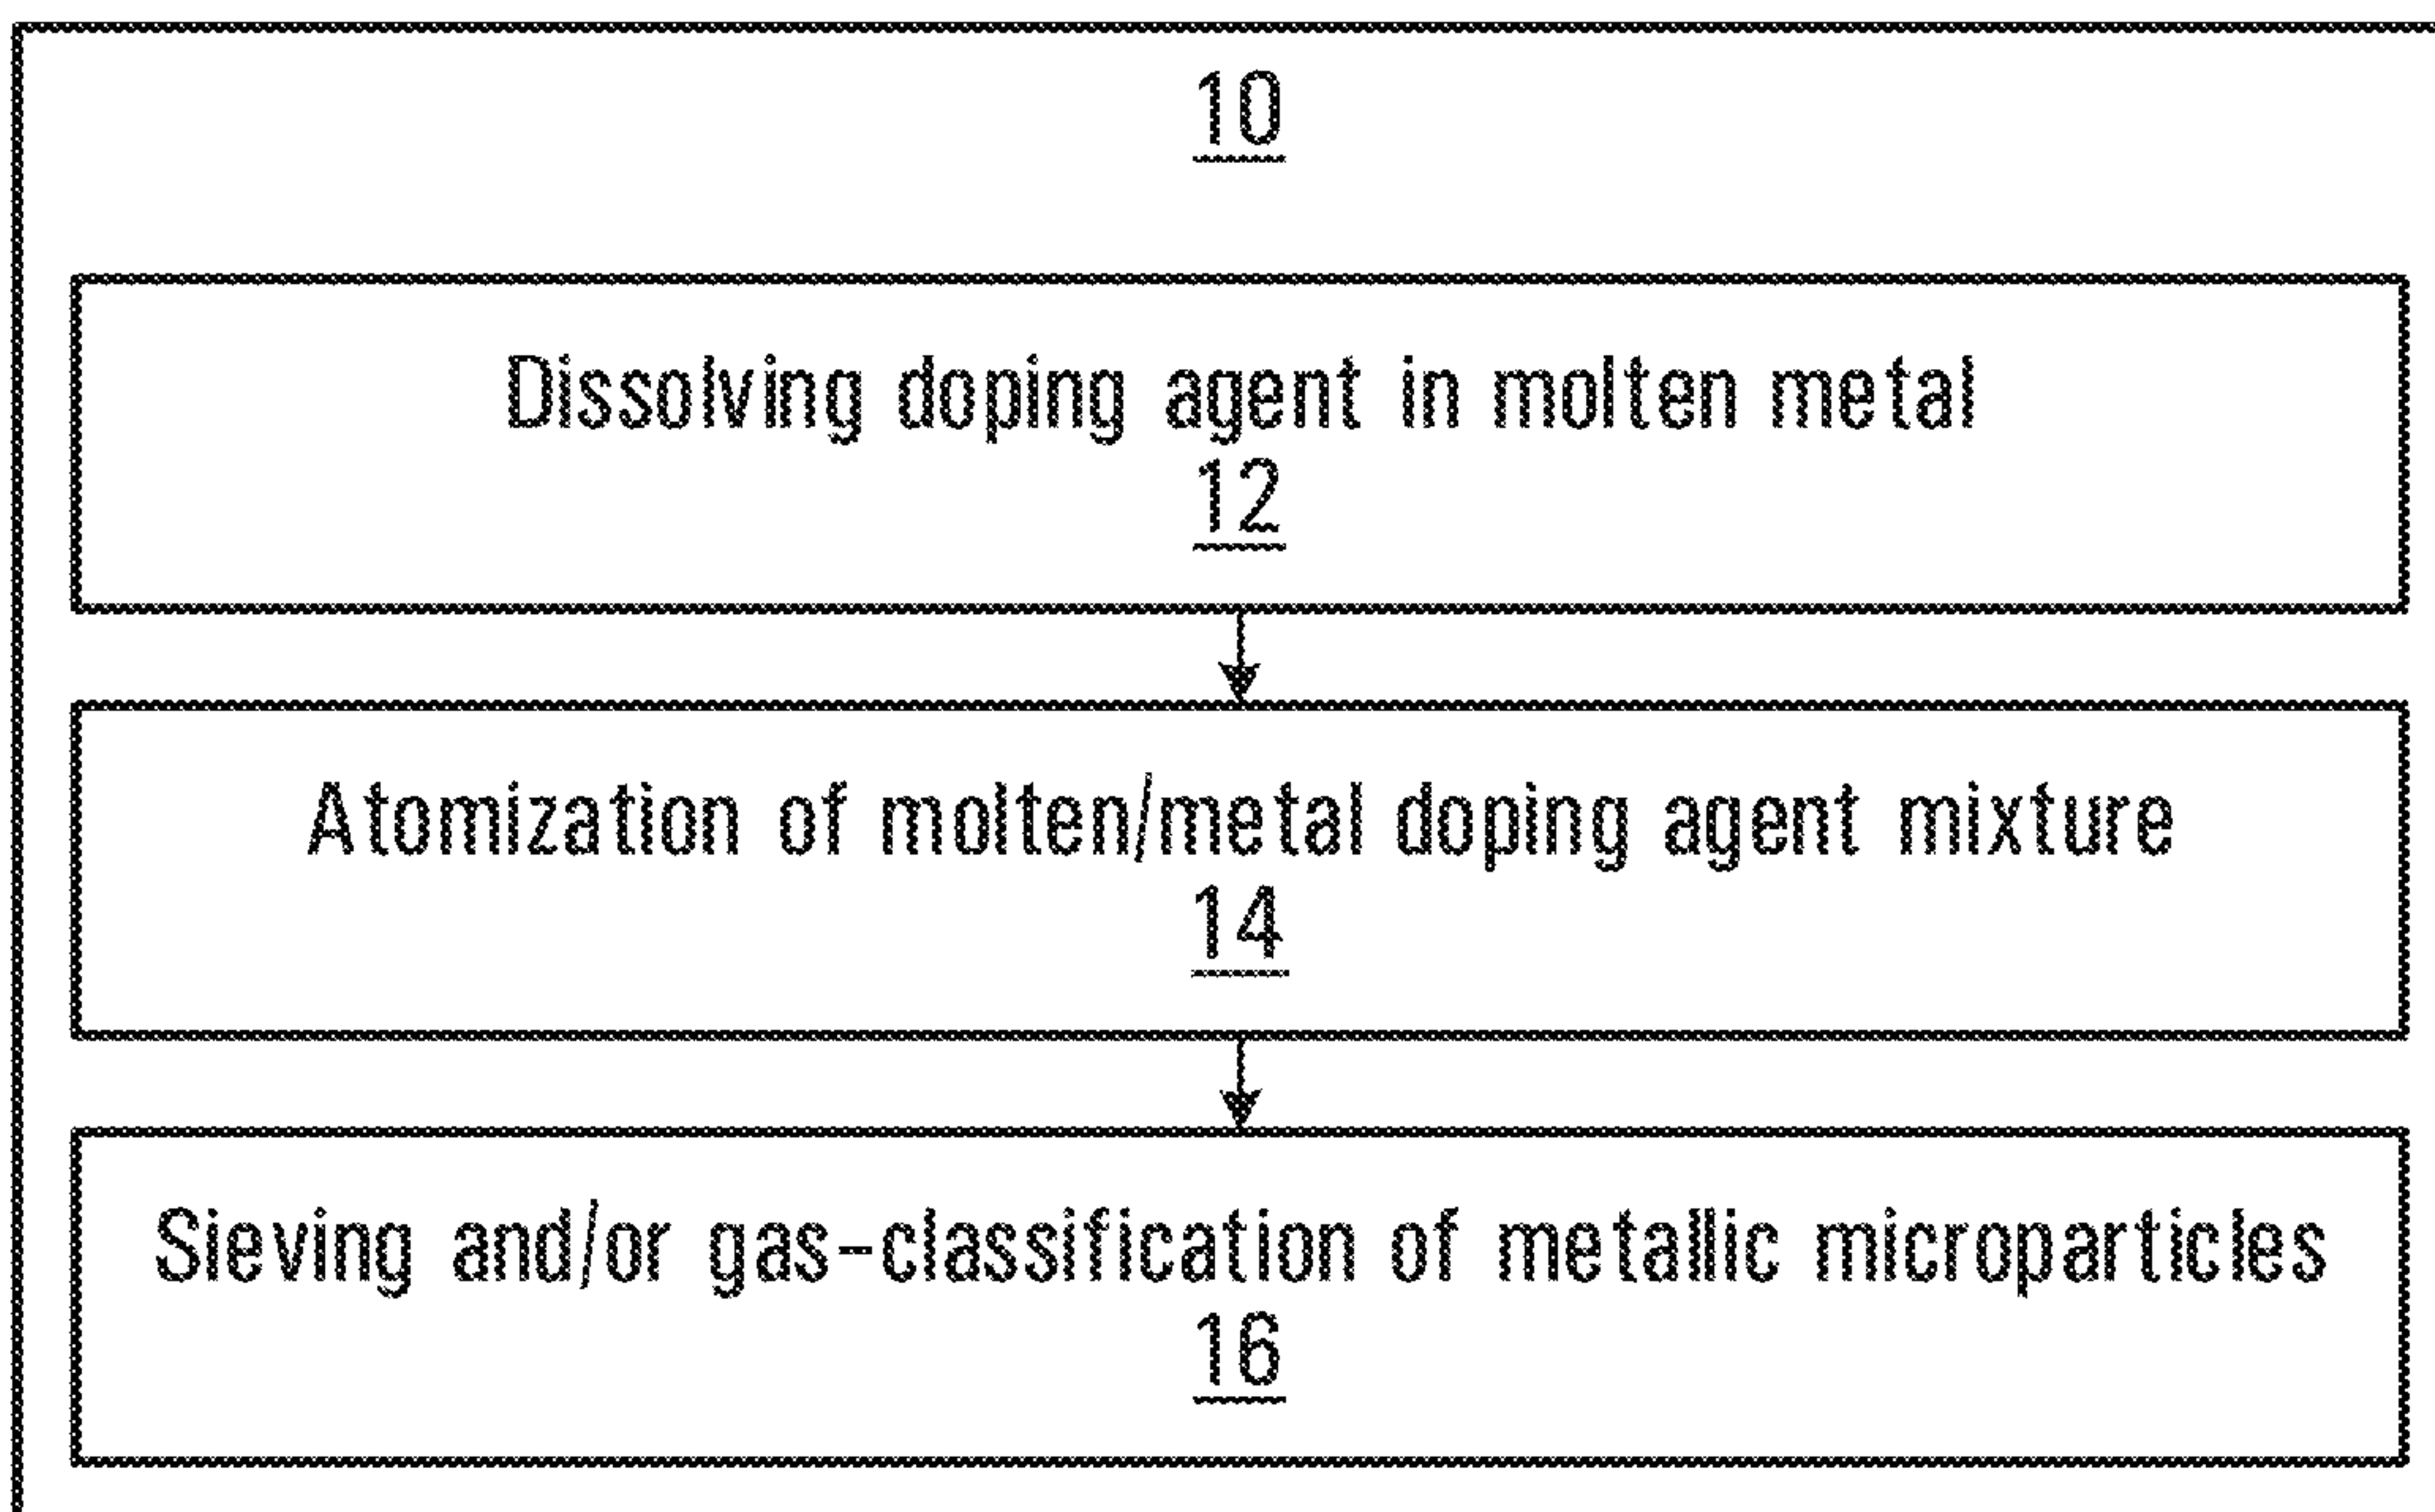 10
Dissolving doping agent in molten metal
12
Atomization of molten/metal doping agent mixture
14
Sieving and/or gas-classification of metallic microparticles
16